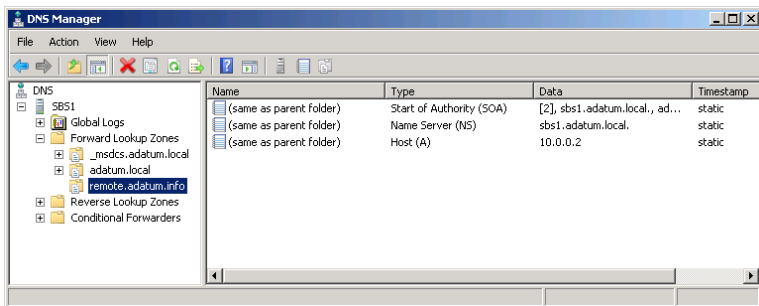 DNS Manager
File Action View Help
DNS
SBS1
Global Logs
Forward Lookup Zones
_msdcs.adatum.local
adatum.local
remote.adatum.info
Reverse Lookup Zones
Conditional Forwarders
Name Type Data Timestamp
(same as parent folder) Start of Authority (SOA) [2], sbs1.adatum.local., ad... static
(same as parent folder) Name Server (NS) sbs1.adatum.local. static
(same as parent folder) Host (A) 10.0.0.2 static